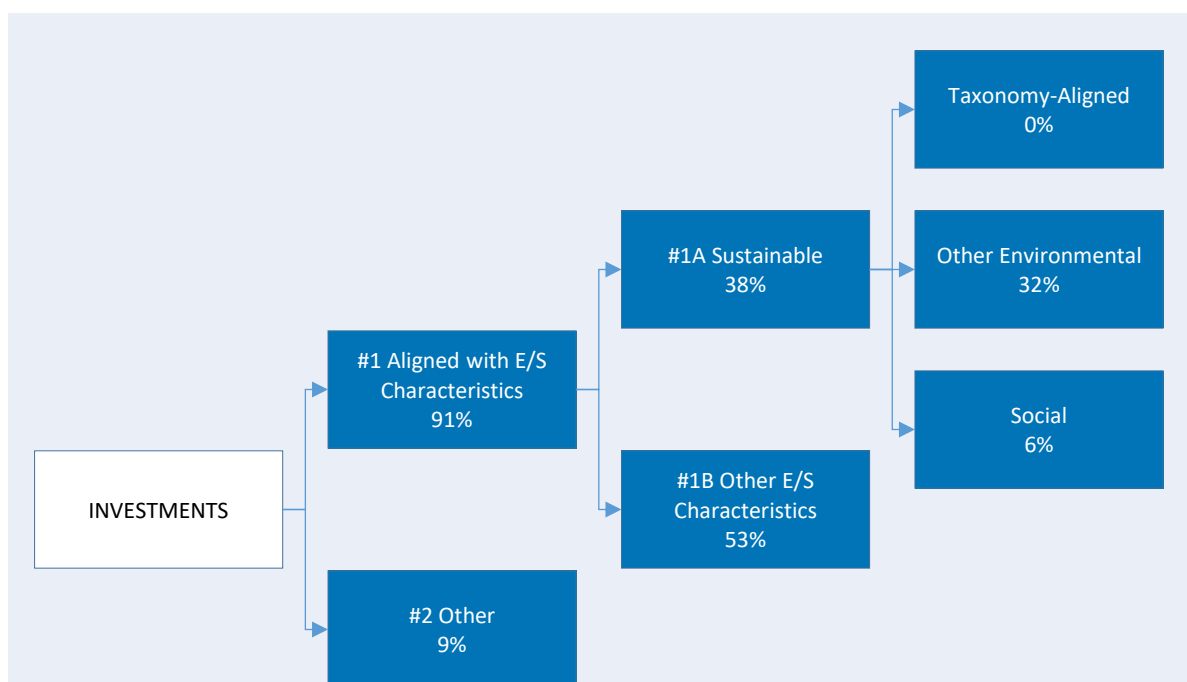 INVESTMENTS
#1 Aligned with E/S
Characteristics
91%
#2 Other
9%
#1A Sustainable
38%
#1B Other E/S
Characteristics
53%
Taxonomy-Aligned
0%
Other Environmental
32%
Social
6%